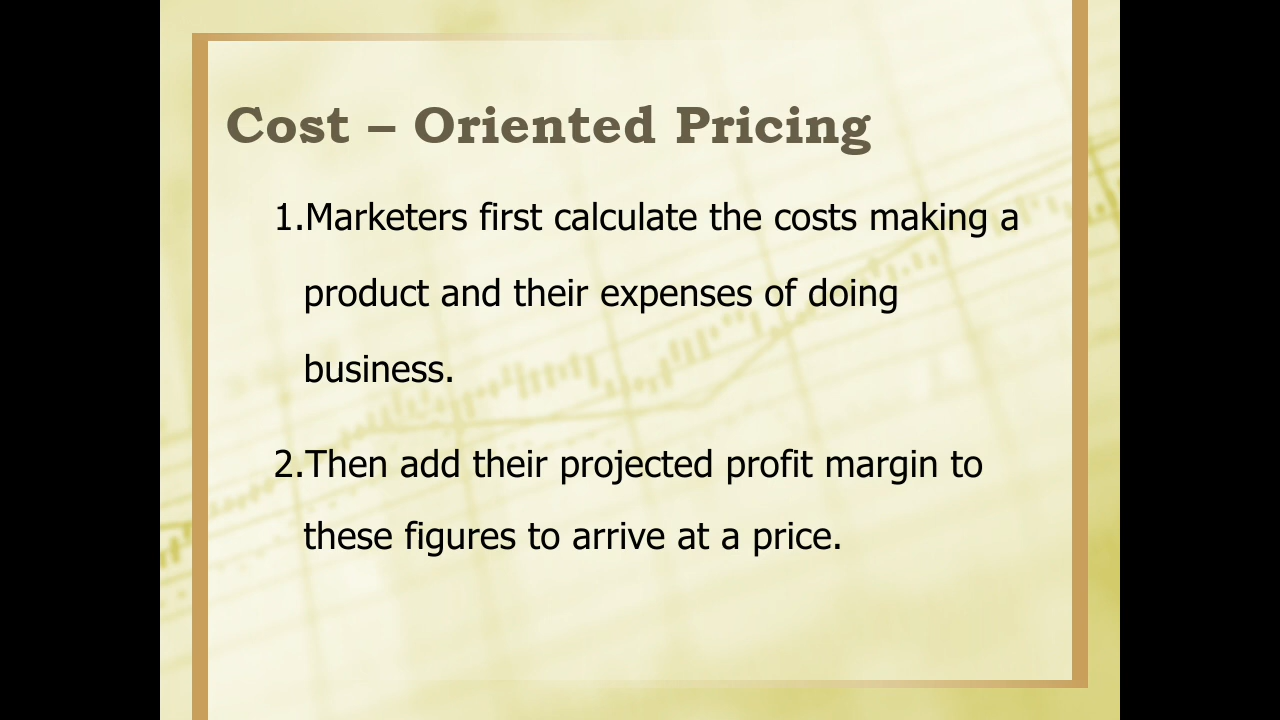 Cost – Oriented Pricing
1.Marketers first calculate the costs making a
product and their expenses of doing
business.
2.Then add their projected profit margin to
these figures to arrive at a price.